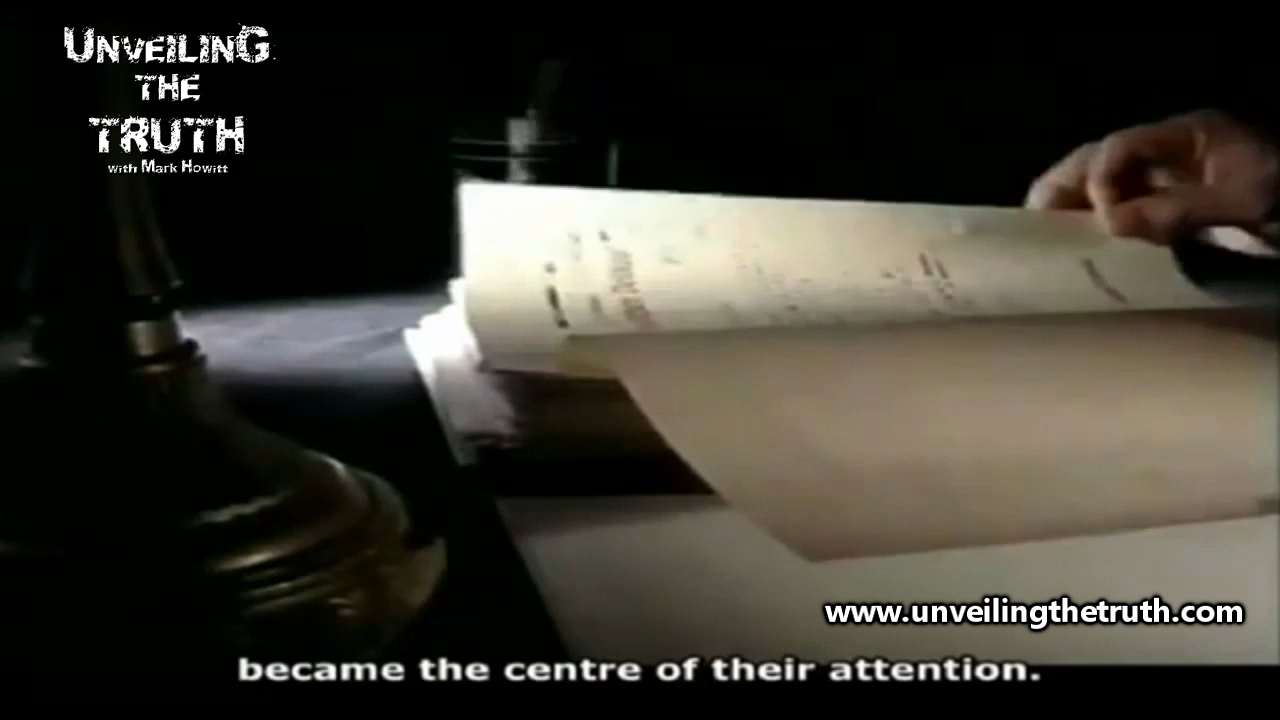 UNVEILING
THE
TRUTH
with Mark Howitt
www.unveilingthetruth.com
became the centre of their attention.